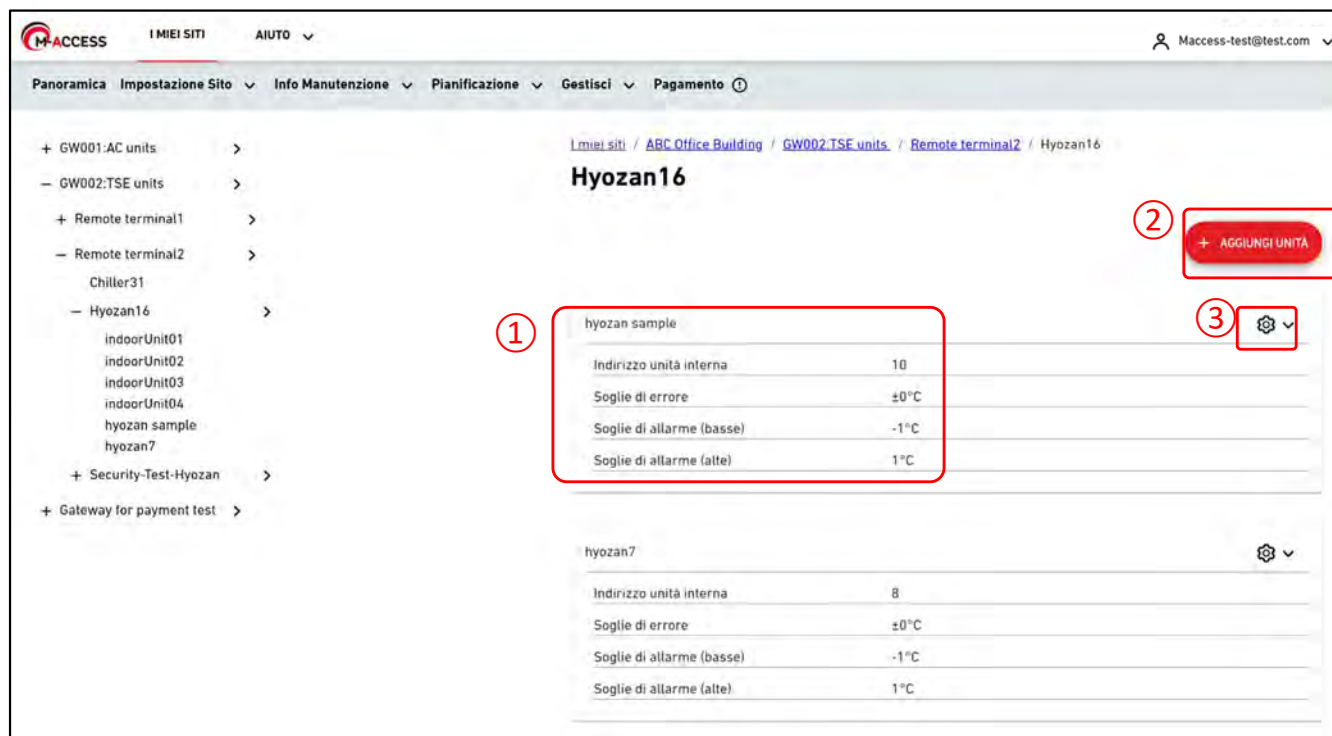 M-ACCESS I MIEI SITI AIUTO Maccess-test@test.com
Panoramica Impostazione Sito Info Manutenzione Pianificazione Gestisci Pagamento
+ GW001:AC units >
− GW002:TSE units >
+ Remote terminal1 >
− Remote terminal2 >
Chiller31
− Hyozan16 >
indoorUnit01
indoorUnit02
indoorUnit03
indoorUnit04
hyozan sample
hyozan7
+ Security-Test-Hyozan >
+ Gateway for payment test >
I miei siti / ABC Office Building / GW002:TSE units / Remote terminal2 / Hyozan16
Hyozan16
②
+ AGGIUNGI UNITÀ
①
hyozan sample
③
Indirizzo unità interna 10
Soglie di errore ±0°C
Soglie di allarme (basse) -1°C
Soglie di allarme (alte) 1°C
hyozan7
Indirizzo unità interna 8
Soglie di errore ±0°C
Soglie di allarme (basse) -1°C
Soglie di allarme (alte) 1°C